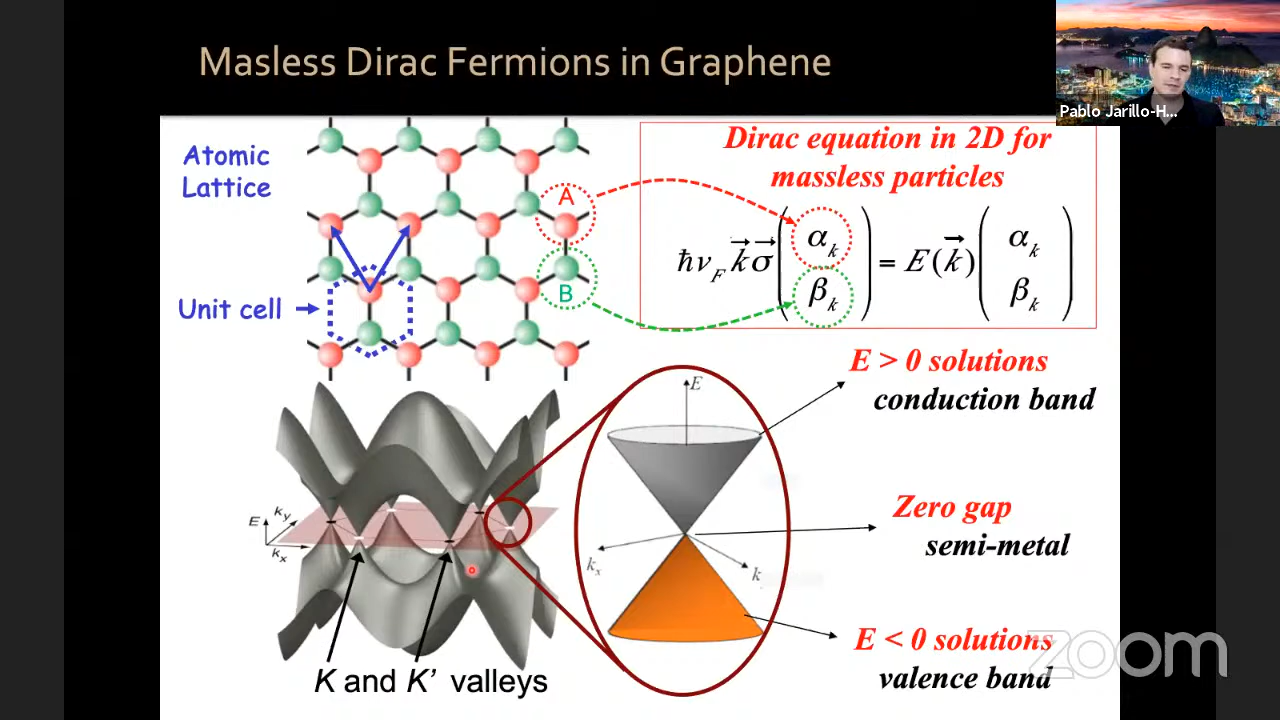 Masless Dirac Fermions in Graphene
Pablo Jarillo-H...
Atomic
Lattice
A
B
Unit cell
Dirac equation in 2D for
massless particles
ħv_F k⃗ σ⃗ ( α_k β_k ) = E(k⃗) ( α_k β_k )
E > 0 solutions
conduction band
E
Zero gap
semi-metal
k_x
k
E
k_y
k_x
E < 0 solutions
valence band
K and K’ valleys
zoom